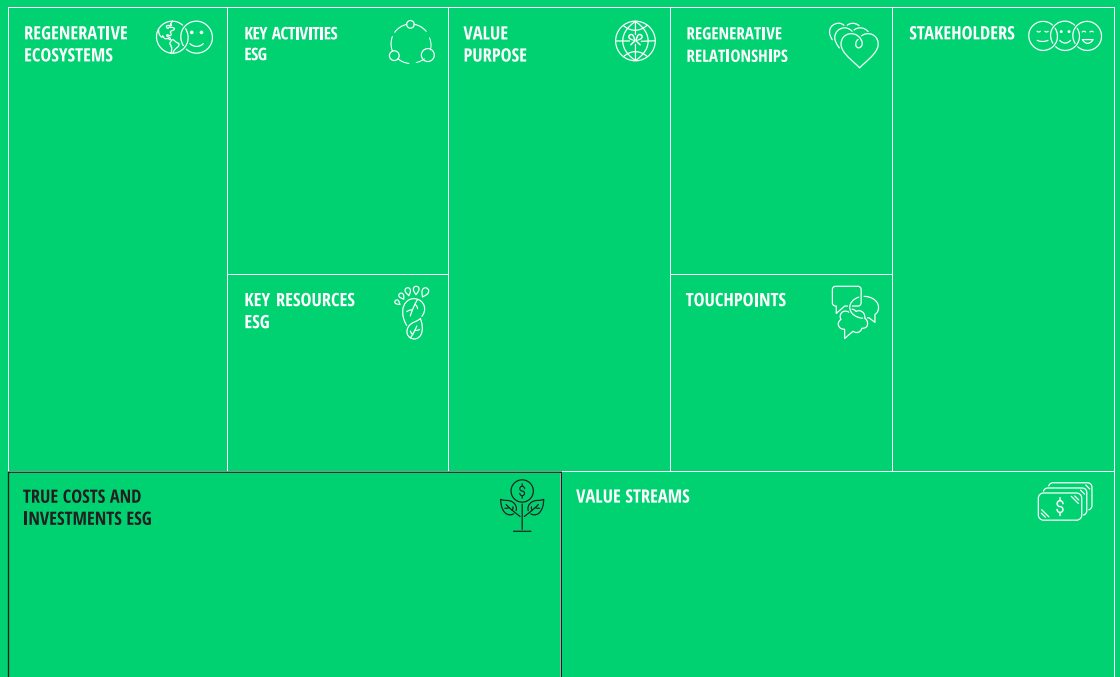 REGENERATIVE
ECOSYSTEMS
KEY ACTIVITIES
ESG
VALUE
PURPOSE
REGENERATIVE
RELATIONSHIPS
STAKEHOLDERS
KEY RESOURCES
ESG
TOUCHPOINTS
TRUE COSTS AND
INVESTMENTS ESG
$
VALUE STREAMS
$